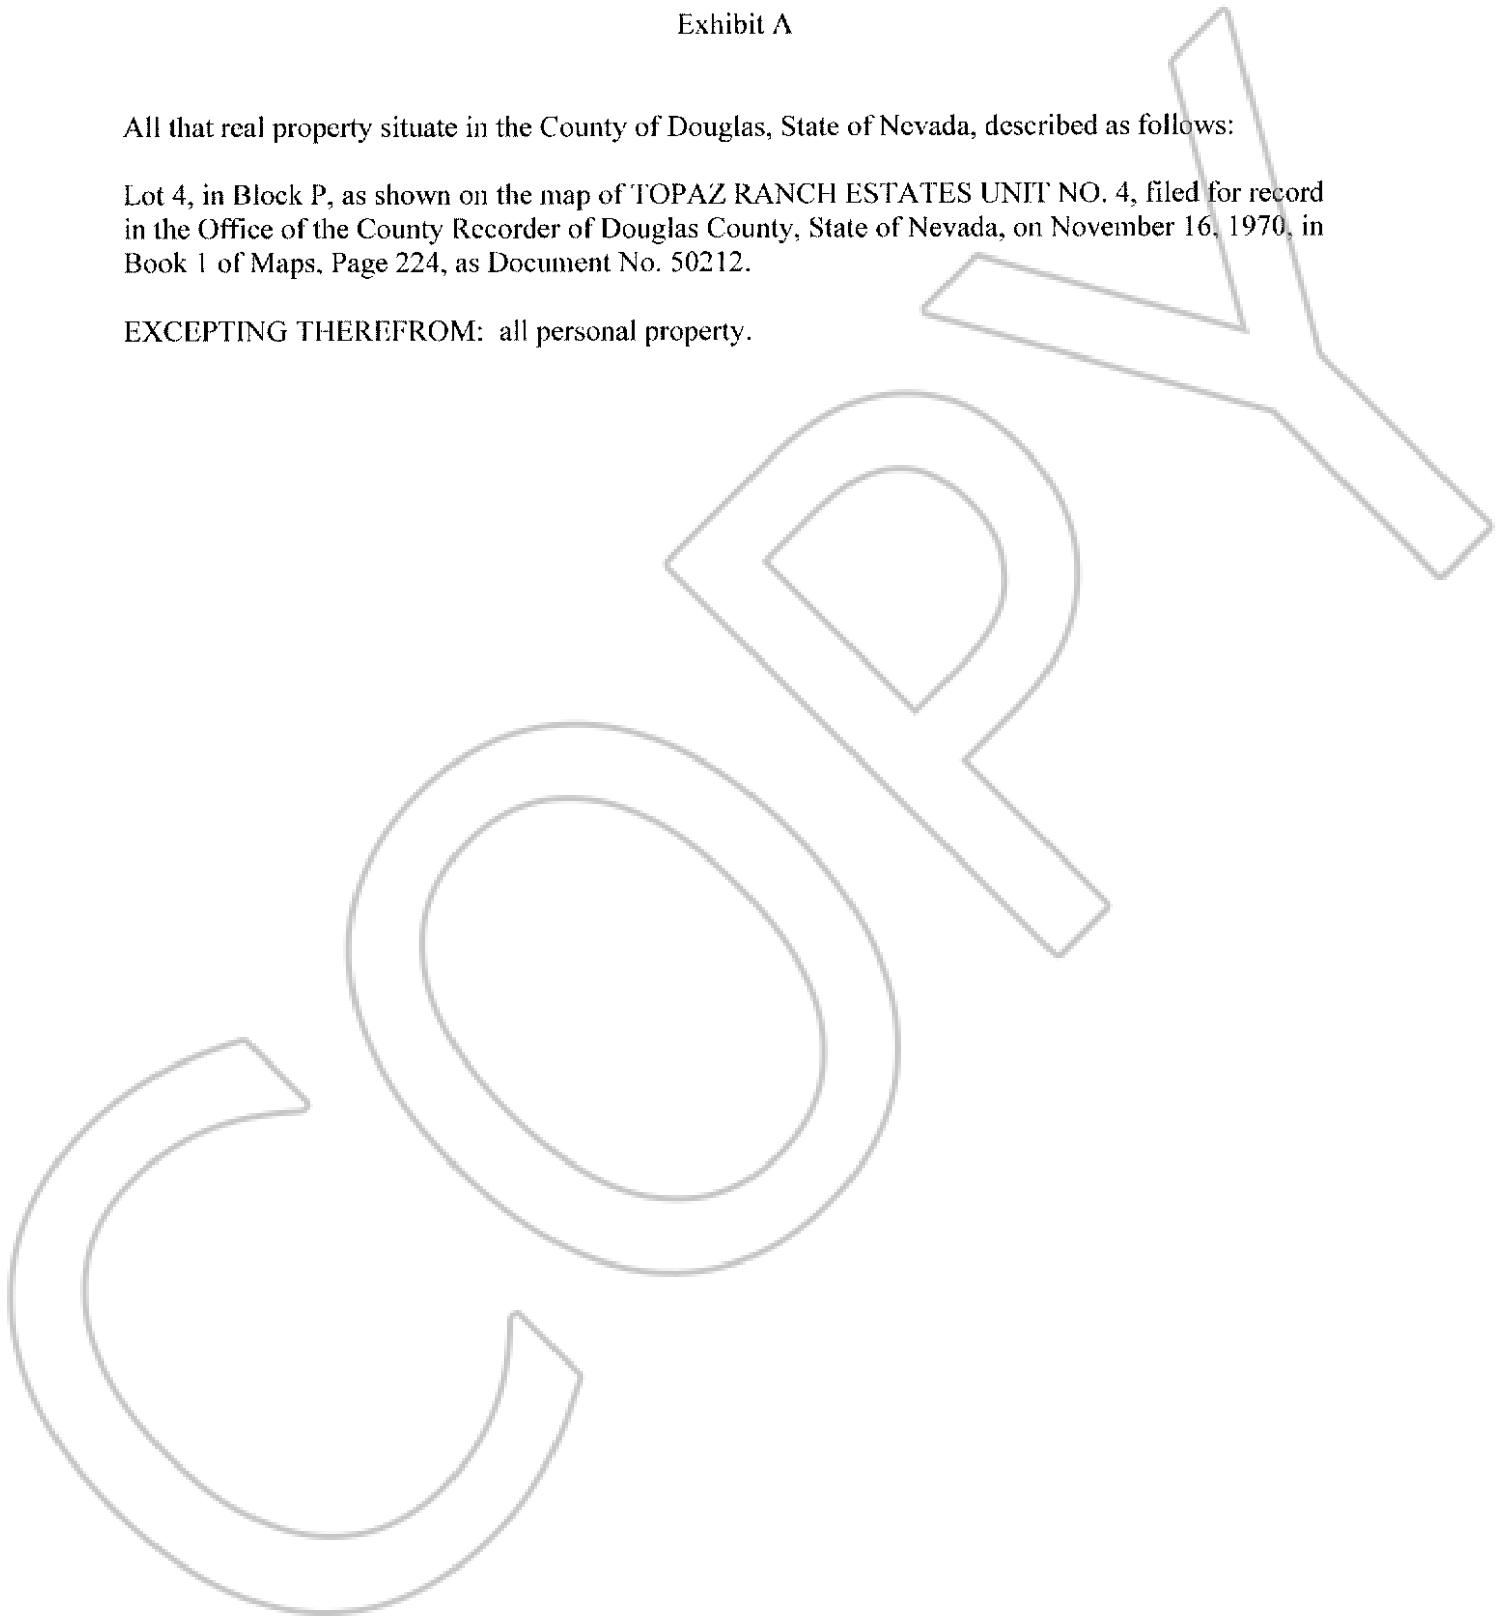 Exhibit A
All that real property situate in the County of Douglas, State of Nevada, described as follows:
Lot 4, in Block P, as shown on the map of TOPAZ RANCH ESTATES UNIT NO. 4, filed for record
in the Office of the County Recorder of Douglas County, State of Nevada, on November 16, 1970, in
Book 1 of Maps, Page 224, as Document No. 50212.
EXCEPTING THEREFROM:  all personal property.
COPY